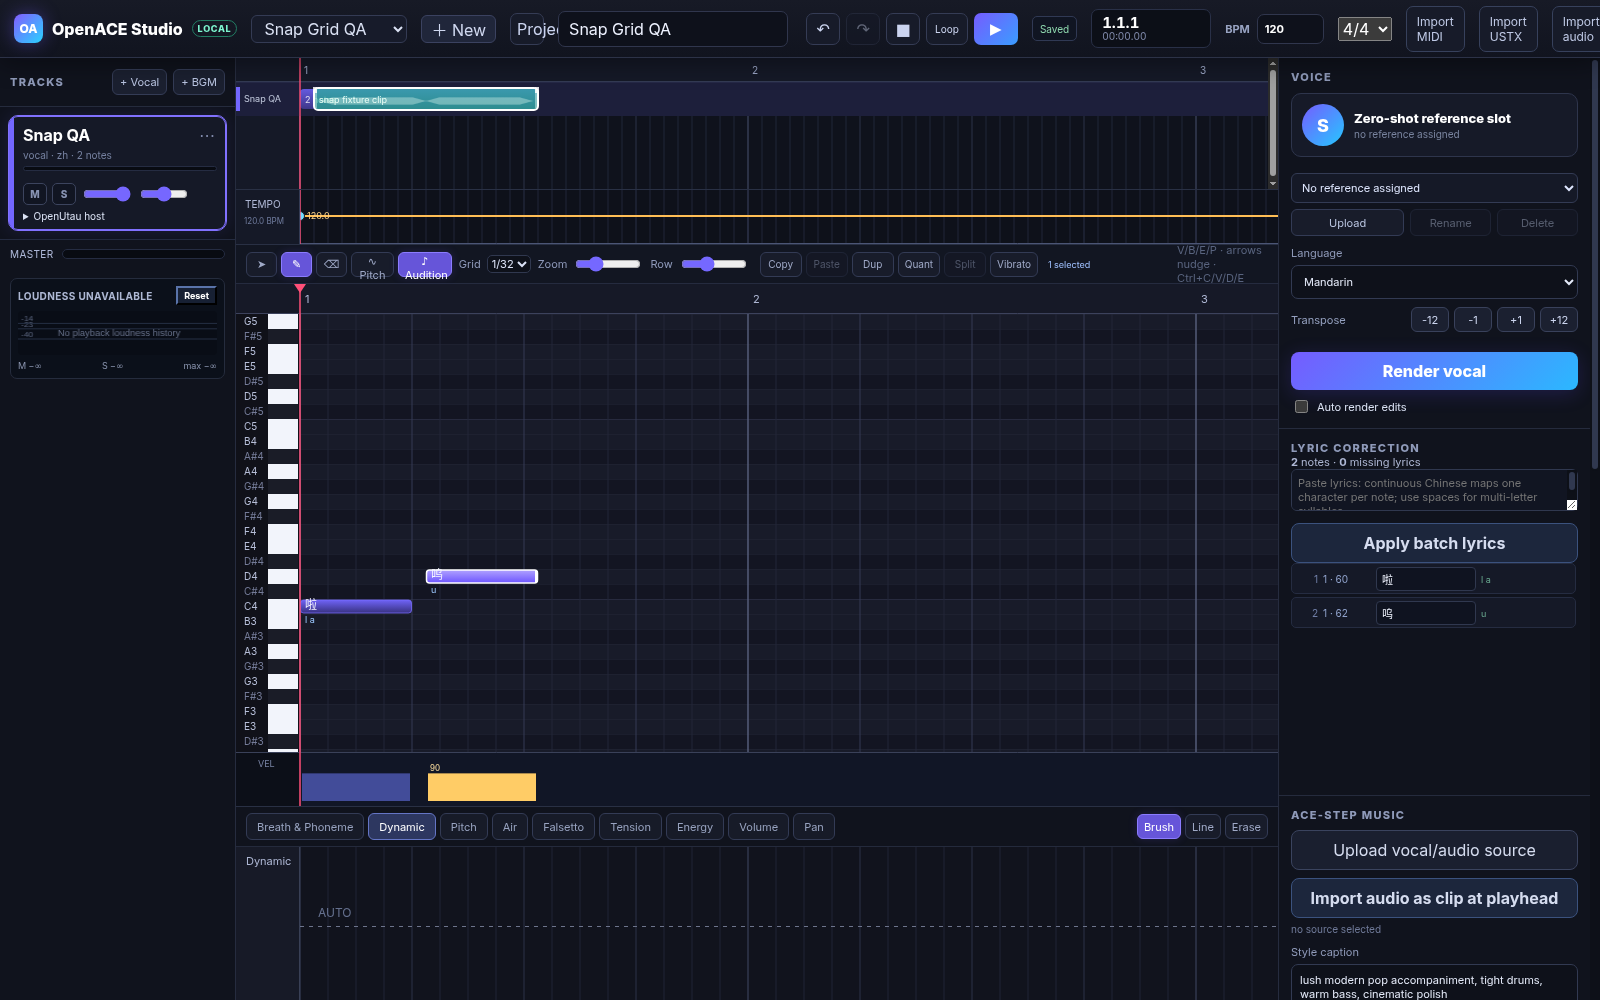 OA OpenACE Studio LOCAL Snap Grid QA + New Projec Snap Grid QA Loop Saved 1.1.1 BPM 120 4/4 Import MIDI Import USTX Import audio
00:00.00
TRACKS + Vocal + BGM
Snap QA ...
vocal · zh · 2 notes
M S
OpenUtau host
MASTER
LOUDNESS UNAVAILABLE Reset
-14
-23
-40
No playback loudness history
M −∞ S −∞ max −∞
1 2 3
Snap QA 2 snap fixture clip
TEMPO
120.0 BPM
120.0
Pitch Audition Grid 1/32 Zoom Row Copy Paste Dup Quant Split Vibrato 1 selected
V/B/E/P · arrows
nudge ·
Ctrl+C/V/D/E
1 2 3
G5
F#5
F5
E5
D#5
D5
C#5
C5
B4
A#4
A4
G#4
G4
F#4
F4
E4
D#4
D4 呜
C#4 u
C4 啦
B3 l a
A#3
A3
G#3
G3
F#3
F3
E3
D#3
VEL
90
Breath & Phoneme Dynamic Pitch Air Falsetto Tension Energy Volume Pan Brush Line Erase
Dynamic
AUTO
VOICE
S Zero-shot reference slot
no reference assigned
No reference assigned
Upload Rename Delete
Language
Mandarin
Transpose -12 -1 +1 +12
Render vocal
Auto render edits
LYRIC CORRECTION
2 notes · 0 missing lyrics
Paste lyrics: continuous Chinese maps one
character per note; use spaces for multi-letter
syllables
Apply batch lyrics
1 1 · 60 啦 l a
2 1 · 62 呜 u
ACE-STEP MUSIC
Upload vocal/audio source
Import audio as clip at playhead
no source selected
Style caption
lush modern pop accompaniment, tight drums,
warm bass, cinematic polish